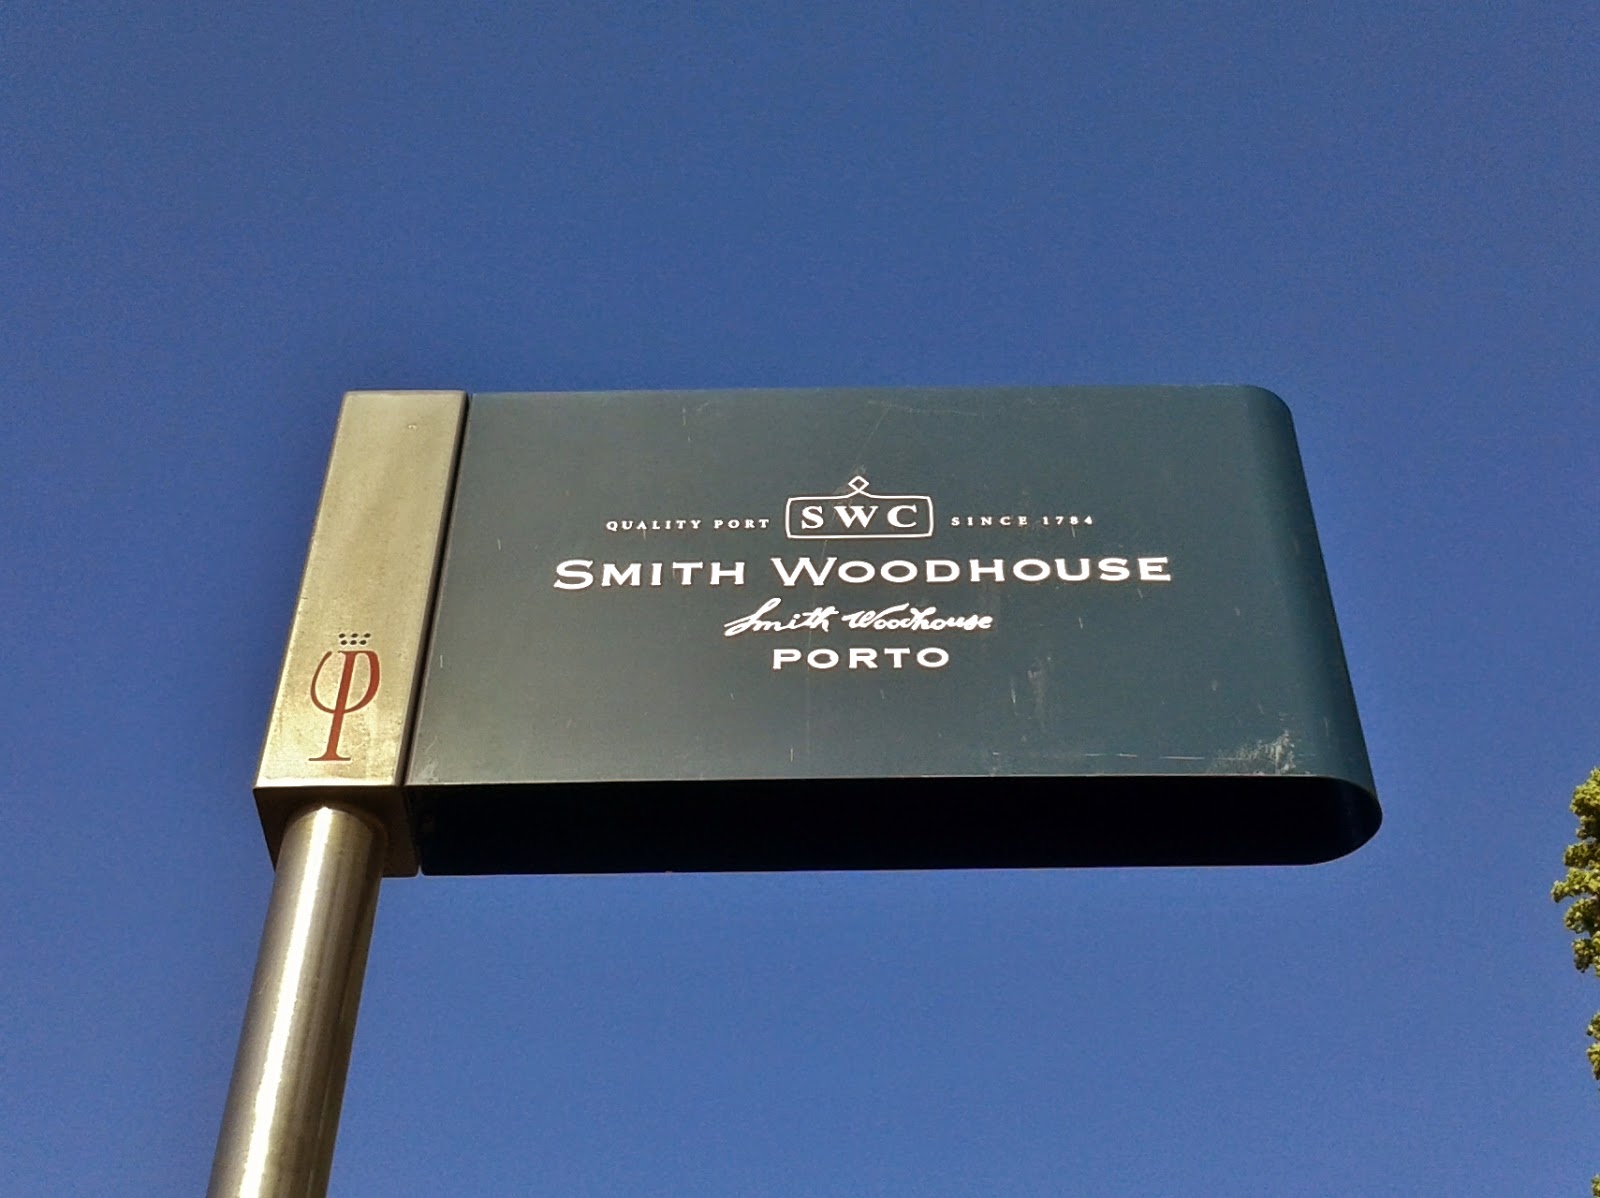 QUALITY PORT SWC SINCE 1784
SMITH WOODHOUSE
Smith Woodhouse
PORTO
P